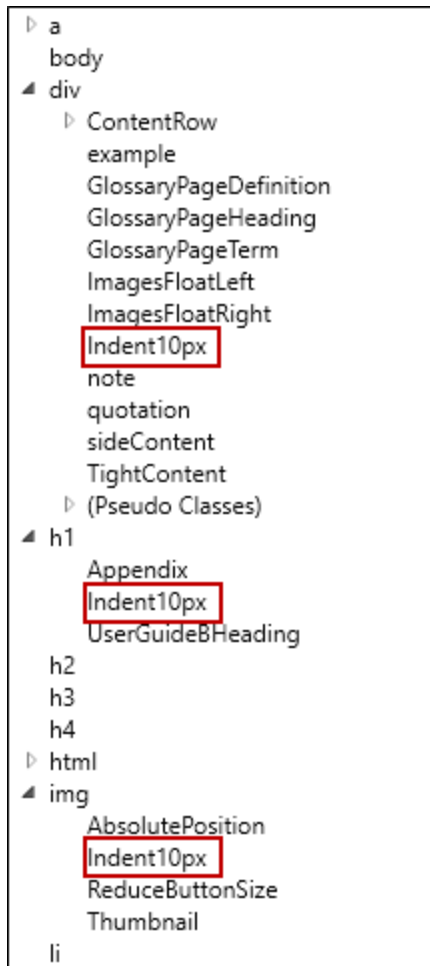 a
body
div
ContentRow
example
GlossaryPageDefinition
GlossaryPageHeading
GlossaryPageTerm
ImagesFloatLeft
ImagesFloatRight
Indent10px
note
quotation
sideContent
TightContent
(Pseudo Classes)
h1
Appendix
Indent10px
UserGuideBHeading
h2
h3
h4
html
img
AbsolutePosition
Indent10px
ReduceButtonSize
Thumbnail
li